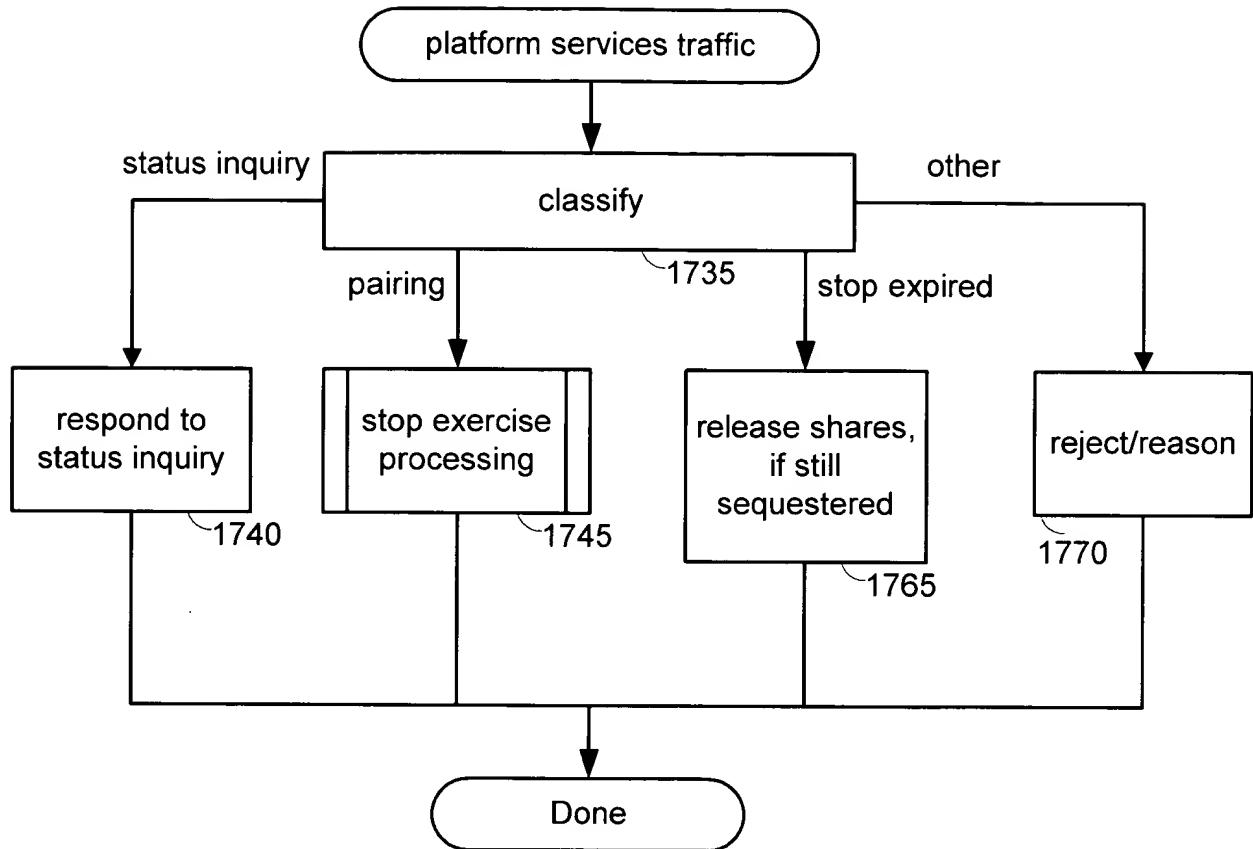 platform services traffic
status inquiry
other
classify
1735
pairing
stop expired
respond to
status inquiry
1740
stop exercise
processing
1745
release shares,
if still
sequestered
1765
reject/reason
1770
Done